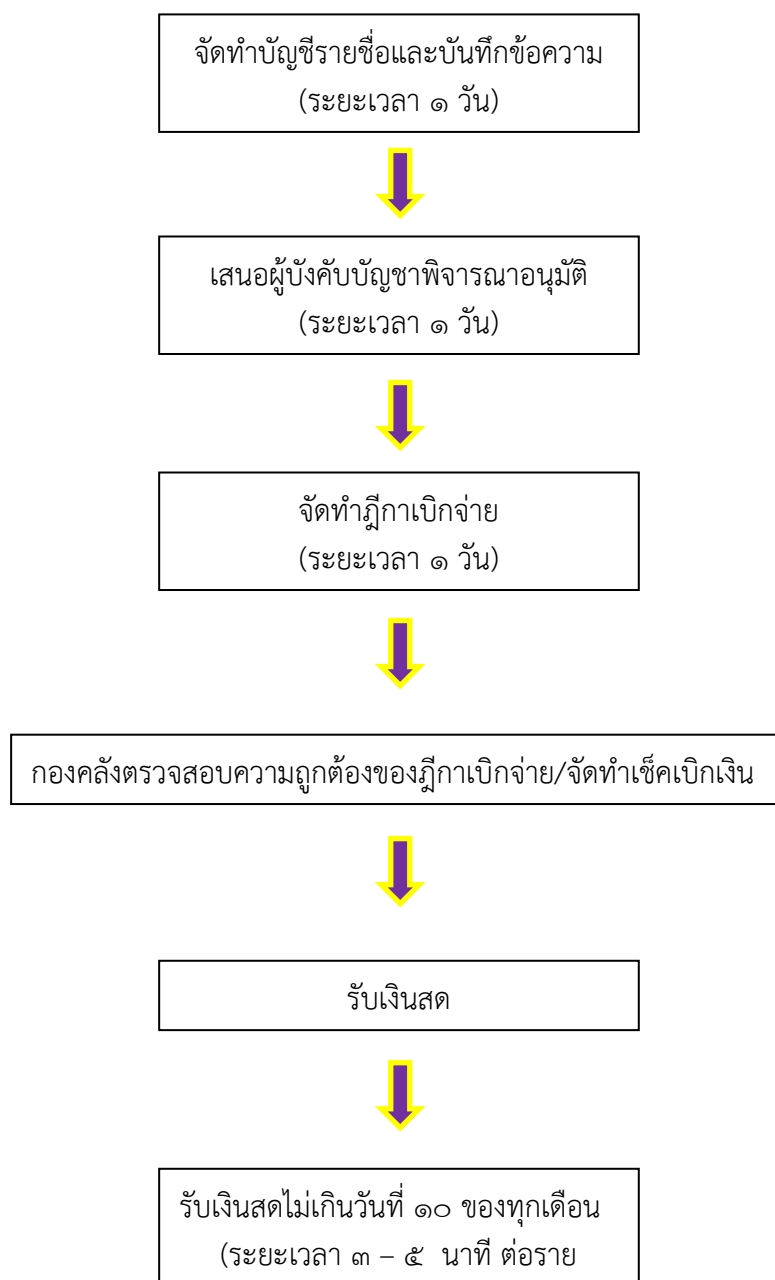 จัดทำบัญชีรายชื่อและบันทึกข้อความ
(ระยะเวลา ๑ วัน)
เสนอผู้บังคับบัญชาพิจารณาอนุมัติ
(ระยะเวลา ๑ วัน)
จัดทำฎีกาเบิกจ่าย
(ระยะเวลา ๑ วัน)
กองคลังตรวจสอบความถูกต้องของฎีกาเบิกจ่าย/จัดทำเช็คเบิกเงิน
รับเงินสด
รับเงินสดไม่เกินวันที่ ๑๐ ของทุกเดือน
(ระยะเวลา ๓ – ๕ นาที ต่อราย